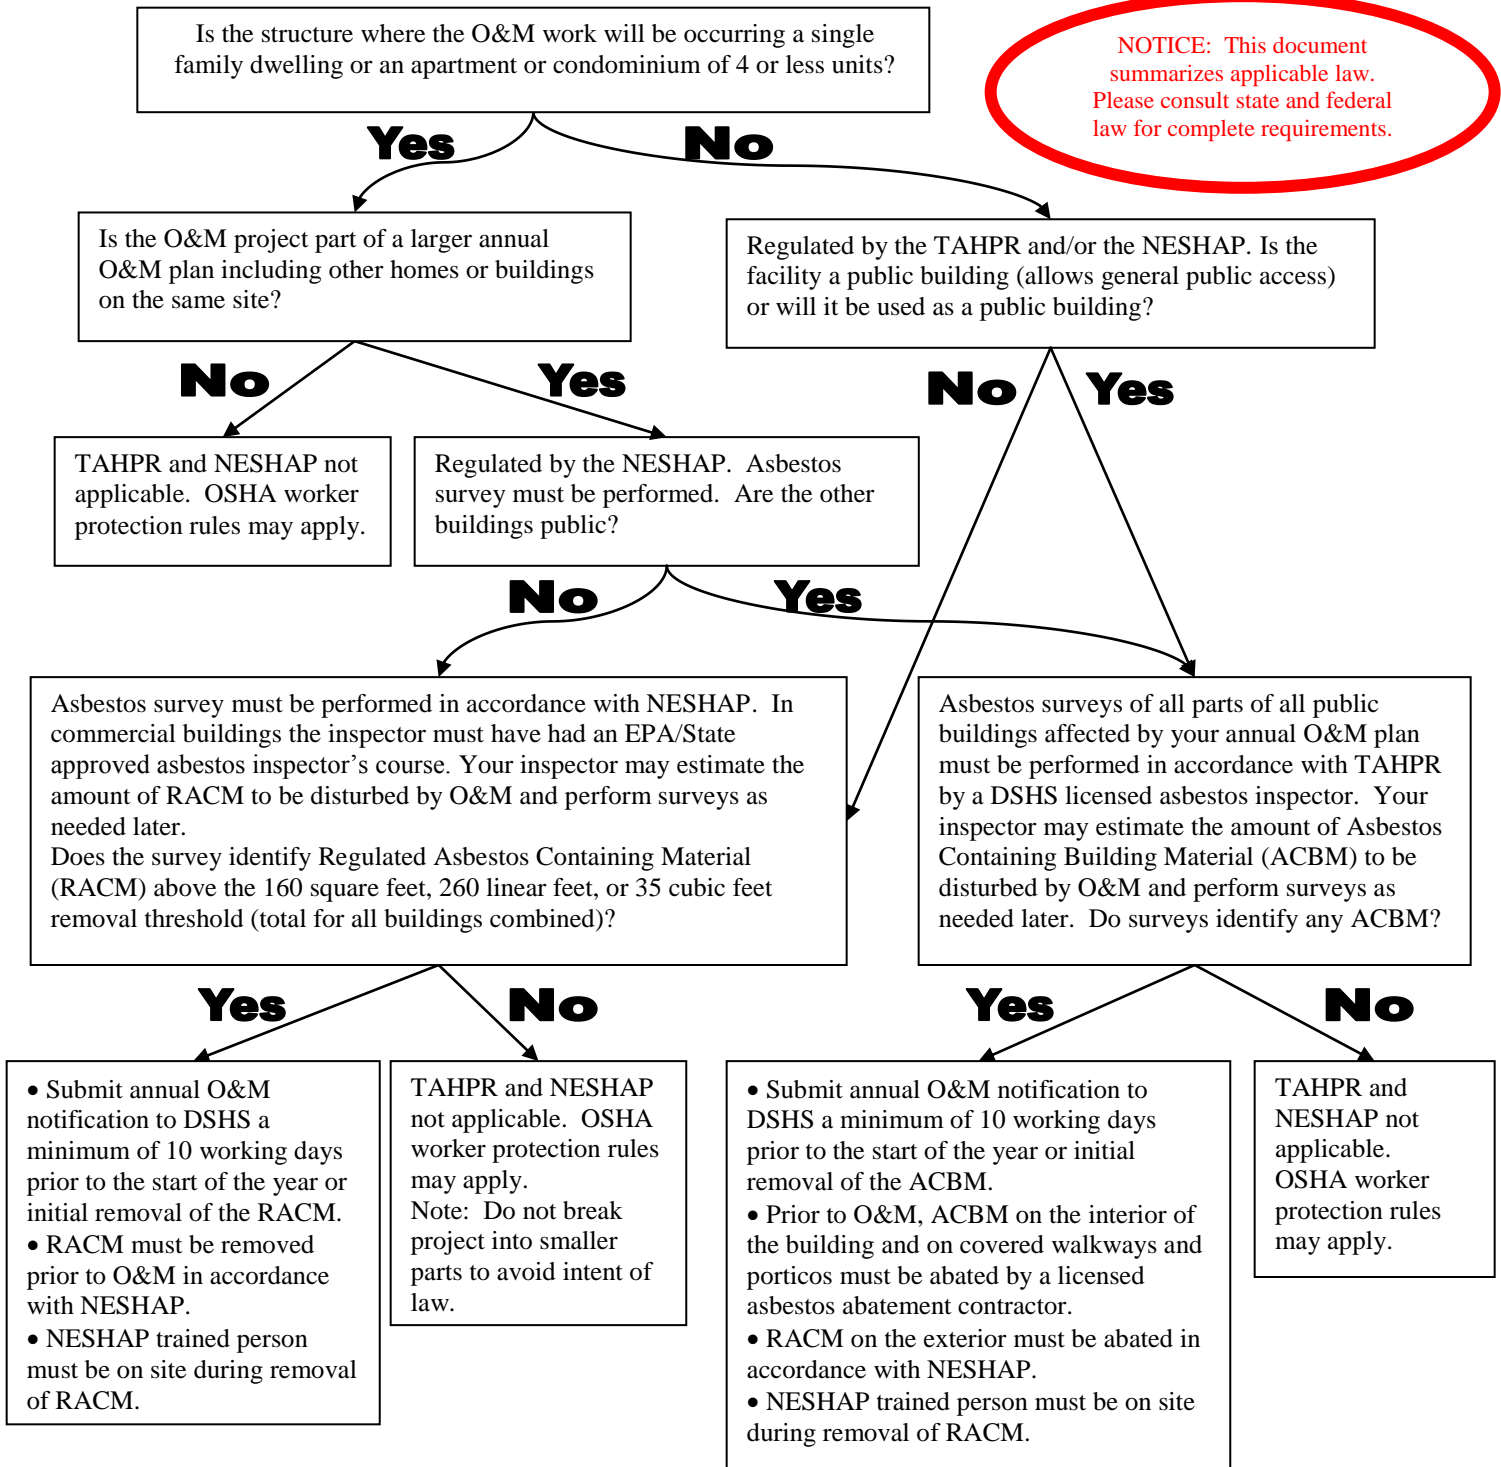 Is the structure where the O&M work will be occurring a single
family dwelling or an apartment or condominium of 4 or less units?
NOTICE:  This document
summarizes applicable law.
Please consult state and federal
law for complete requirements.
Yes
No
Is the O&M project part of a larger annual
O&M plan including other homes or buildings
on the same site?
Regulated by the TAHPR and/or the NESHAP. Is the
facility a public building (allows general public access)
or will it be used as a public building?
No
Yes
No
Yes
TAHPR and NESHAP not
applicable.  OSHA worker
protection rules may apply.
Regulated by the NESHAP.  Asbestos
survey must be performed.  Are the other
buildings public?
No
Yes
Asbestos survey must be performed in accordance with NESHAP.  In
commercial buildings the inspector must have had an EPA/State
approved asbestos inspector’s course. Your inspector may estimate the
amount of RACM to be disturbed by O&M and perform surveys as
needed later.
Does the survey identify Regulated Asbestos Containing Material
(RACM) above the 160 square feet, 260 linear feet, or 35 cubic feet
removal threshold (total for all buildings combined)?
Asbestos surveys of all parts of all public
buildings affected by your annual O&M plan
must be performed in accordance with TAHPR
by a DSHS licensed asbestos inspector.  Your
inspector may estimate the amount of Asbestos
Containing Building Material (ACBM) to be
disturbed by O&M and perform surveys as
needed later.  Do surveys identify any ACBM?
Yes
No
Yes
No
• Submit annual O&M
notification to DSHS a
minimum of 10 working days
prior to the start of the year or
initial removal of the RACM.
• RACM must be removed
prior to O&M in accordance
with NESHAP.
• NESHAP trained person
must be on site during removal
of RACM.
TAHPR and NESHAP
not applicable.  OSHA
worker protection rules
may apply.
Note:  Do not break
project into smaller
parts to avoid intent of
law.
• Submit annual O&M notification to
DSHS a minimum of 10 working days
prior to the start of the year or initial
removal of the ACBM.
• Prior to O&M, ACBM on the interior of
the building and on covered walkways and
porticos must be abated by a licensed
asbestos abatement contractor.
• RACM on the exterior must be abated in
accordance with NESHAP.
• NESHAP trained person must be on site
during removal of RACM.
TAHPR and
NESHAP not
applicable.
OSHA worker
protection rules
may apply.